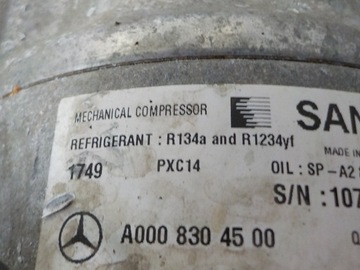 MECHANICAL COMPRESSOR SAN
REFRIGERANT : R134a and R1234yf MADE IN
1749 PXC14 OIL : SP-A2
S/N :107
A000 830 45 00